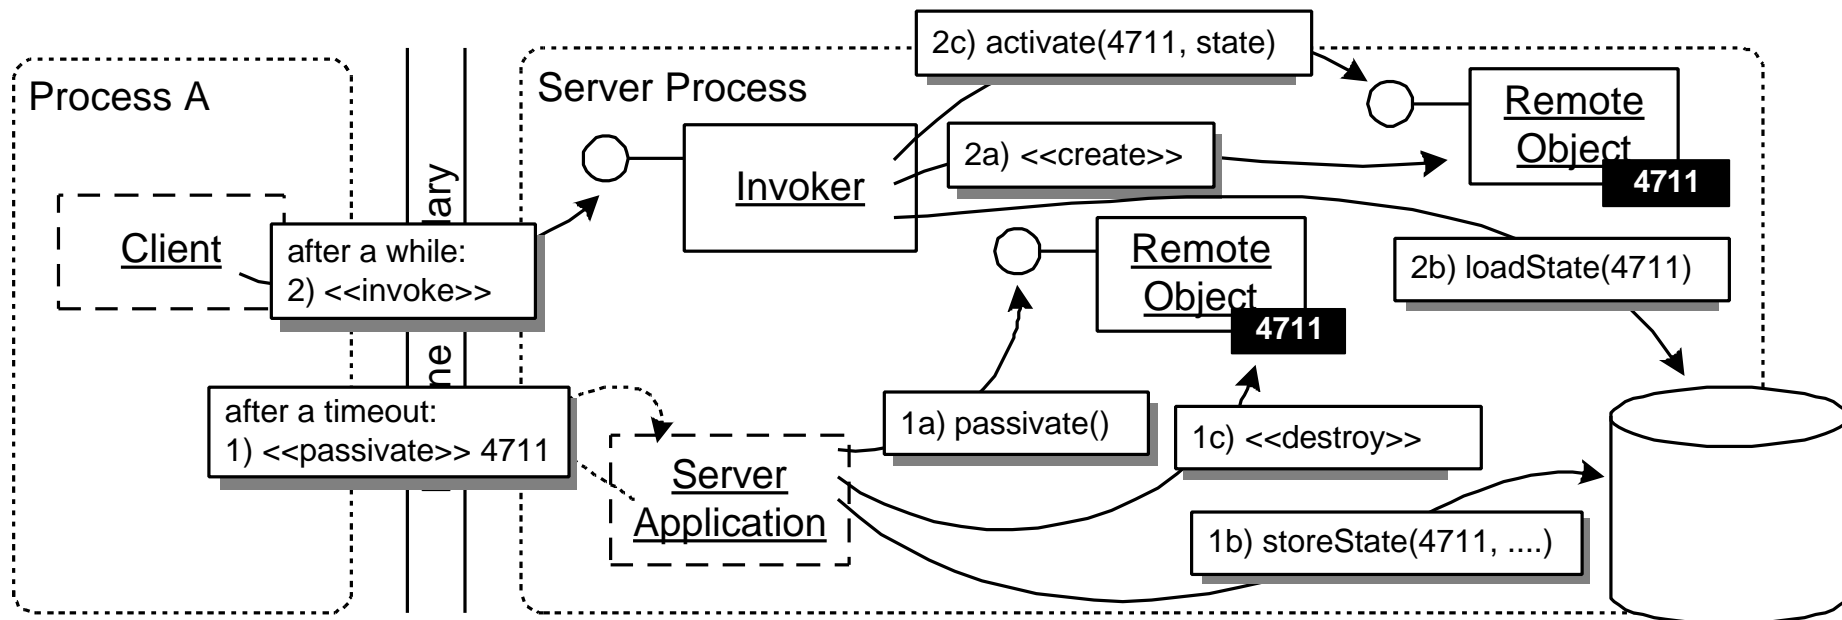 2c) activate(4711, state)
Process A
Server Process
Remote
Object
4711
2a) <<create>>
Invoker
Client
after a while:
2) <<invoke>>
Remote
Object
4711
2b) loadState(4711)
after a timeout:
1) <<passivate>> 4711
1a) passivate()
1c) <<destroy>>
Server
Application
1b) storeState(4711, ....)